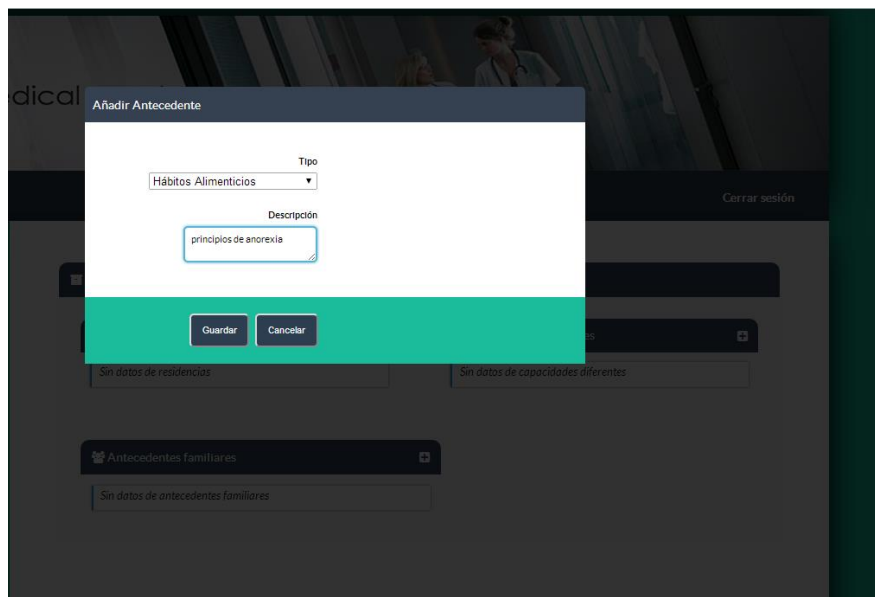 dical
Añadir Antecedente
Tipo
Hábitos Alimenticios
Descripción
principios de anorexia
Cerrar sesión
Guardar Cancelar
Sin datos de residencias
Sin datos de capacidades diferentes
Antecedentes familiares
Sin datos de antecedentes familiares